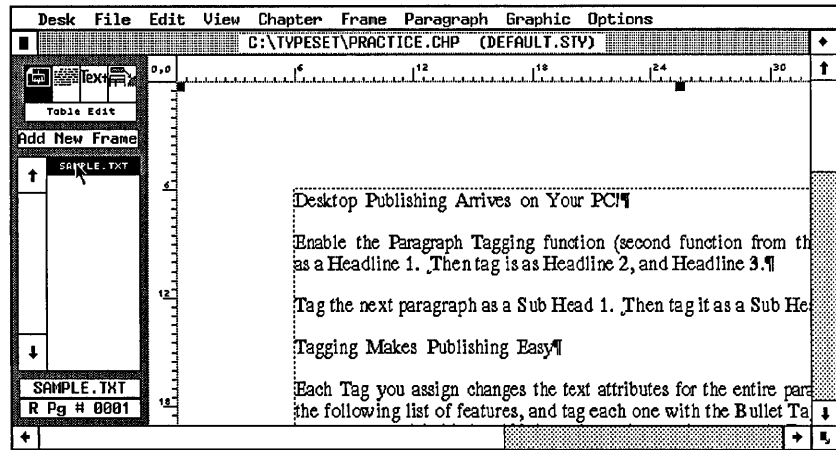 Desk File Edit View Chapter Frame Paragraph Graphic Options
C:\TYPESET\PRACTICE.CHP (DEFAULT.STY)
Text
0,0 6 12 18 24 30
Table Edit
Add New Frame
SAMPLE.TXT
6
Desktop Publishing Arrives on Your PC!¶
Enable the Paragraph Tagging function (second function from th
as a Headline 1. Then tag is as Headline 2, and Headline 3.¶
12
Tag the next paragraph as a Sub Head 1. Then tag it as a Sub He
Tagging Makes Publishing Easy¶
SAMPLE.TXT
Each Tag you assign changes the text attributes for the entire para
R Pg # 0001
18
the following list of features, and tag each one with the Bullet Ta